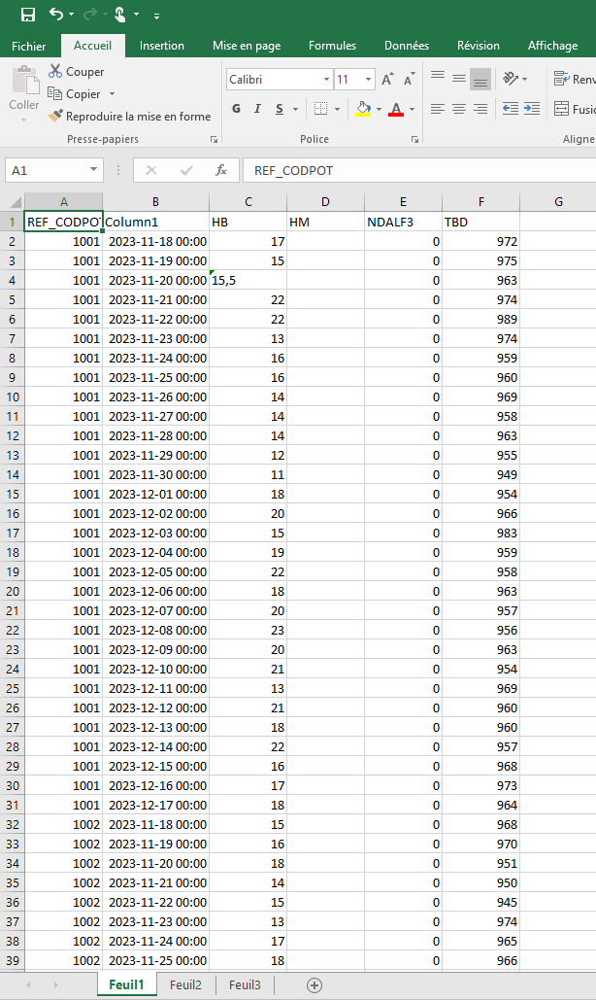 Fichier Accueil Insertion Mise en page Formules Données Révision Affichage
Couper
Copier
Coller
Reproduire la mise en forme
Calibri 11
G I S
Renv
Fusio
Presse-papiers Police Aligne
A1 fx REF_CODPOT
A B C D E F G
1 REF_CODPOT Column1 HB HM NDALF3 TBD
2 1001 2023-11-18 00:00 17 0 972
3 1001 2023-11-19 00:00 15 0 975
4 1001 2023-11-20 00:00 15,5 0 963
5 1001 2023-11-21 00:00 22 0 974
6 1001 2023-11-22 00:00 22 0 989
7 1001 2023-11-23 00:00 13 0 974
8 1001 2023-11-24 00:00 16 0 959
9 1001 2023-11-25 00:00 16 0 960
10 1001 2023-11-26 00:00 14 0 969
11 1001 2023-11-27 00:00 14 0 958
12 1001 2023-11-28 00:00 14 0 963
13 1001 2023-11-29 00:00 12 0 955
14 1001 2023-11-30 00:00 11 0 949
15 1001 2023-12-01 00:00 18 0 954
16 1001 2023-12-02 00:00 20 0 966
17 1001 2023-12-03 00:00 15 0 983
18 1001 2023-12-04 00:00 19 0 959
19 1001 2023-12-05 00:00 22 0 958
20 1001 2023-12-06 00:00 18 0 963
21 1001 2023-12-07 00:00 20 0 957
22 1001 2023-12-08 00:00 23 0 956
23 1001 2023-12-09 00:00 20 0 963
24 1001 2023-12-10 00:00 21 0 954
25 1001 2023-12-11 00:00 13 0 969
26 1001 2023-12-12 00:00 21 0 960
27 1001 2023-12-13 00:00 18 0 960
28 1001 2023-12-14 00:00 22 0 957
29 1001 2023-12-15 00:00 16 0 968
30 1001 2023-12-16 00:00 17 0 973
31 1001 2023-12-17 00:00 18 0 964
32 1002 2023-11-18 00:00 15 0 968
33 1002 2023-11-19 00:00 16 0 970
34 1002 2023-11-20 00:00 18 0 951
35 1002 2023-11-21 00:00 14 0 950
36 1002 2023-11-22 00:00 15 0 945
37 1002 2023-11-23 00:00 13 0 974
38 1002 2023-11-24 00:00 17 0 965
39 1002 2023-11-25 00:00 18 0 966
Feuil1 Feuil2 Feuil3